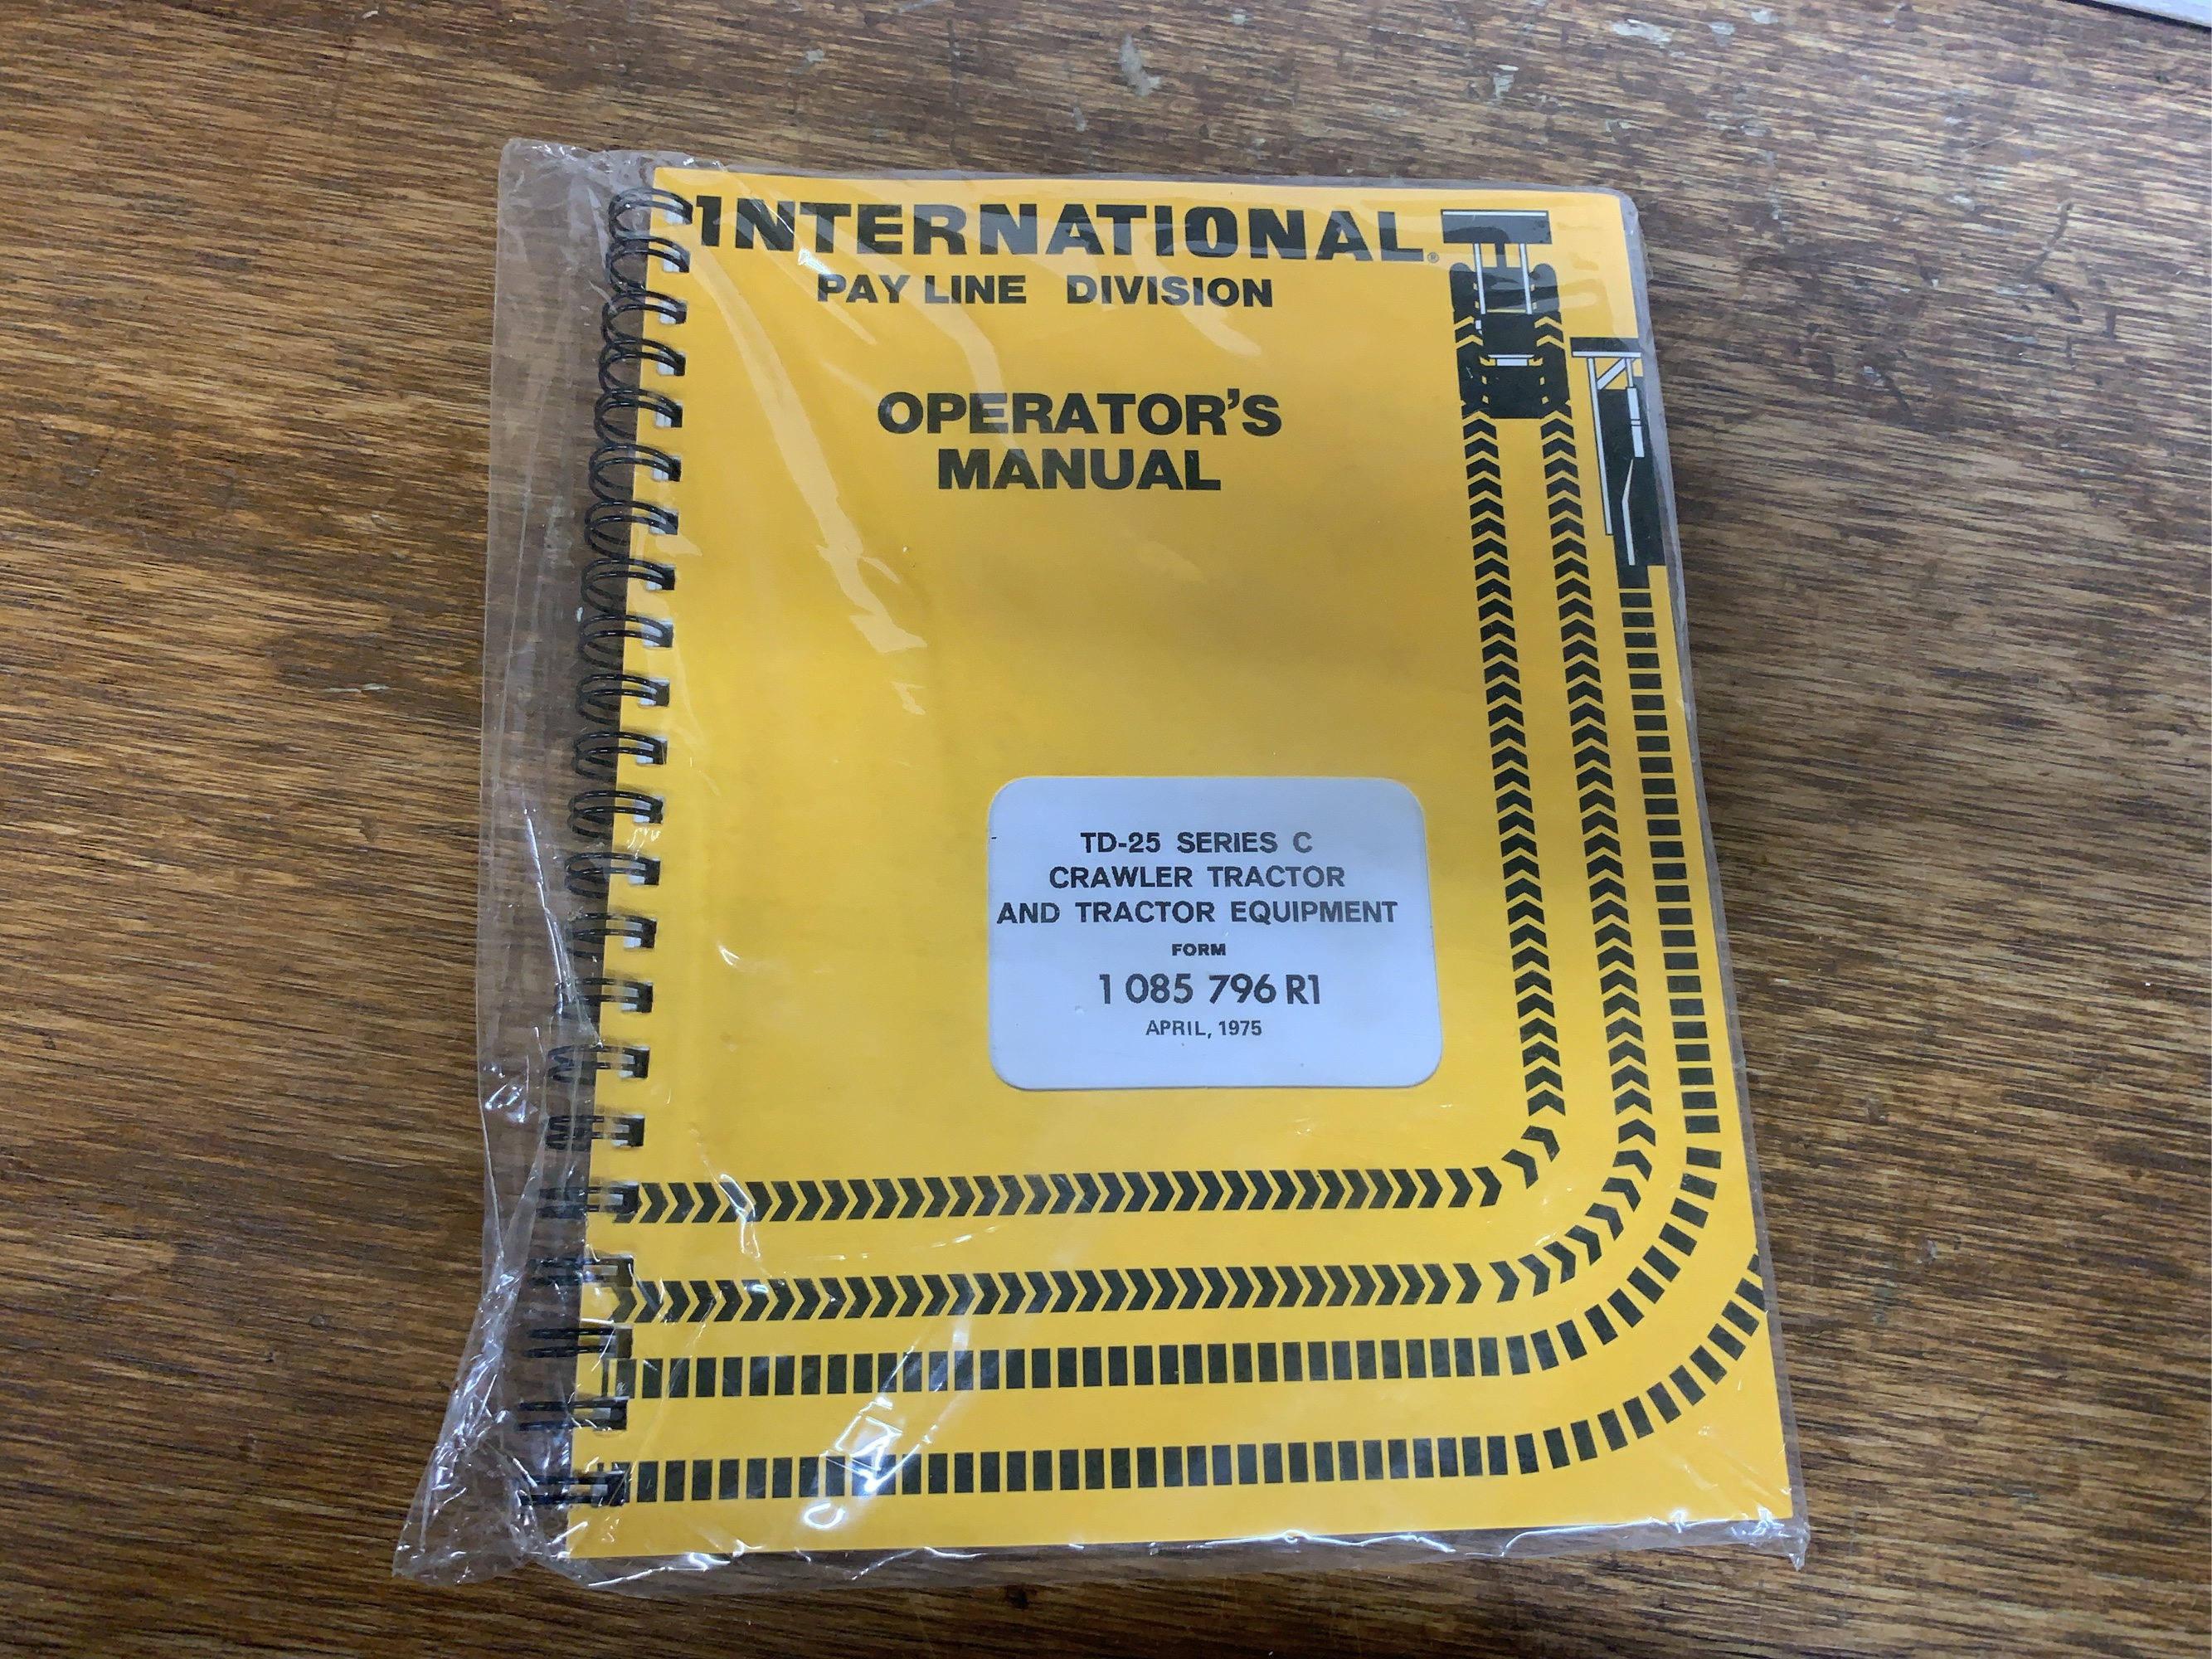 INTERNATIONAL®
PAY LINE DIVISION
OPERATOR'S
MANUAL
TD-25 SERIES C
CRAWLER TRACTOR
AND TRACTOR EQUIPMENT
FORM
1 085 796 R1
APRIL, 1975